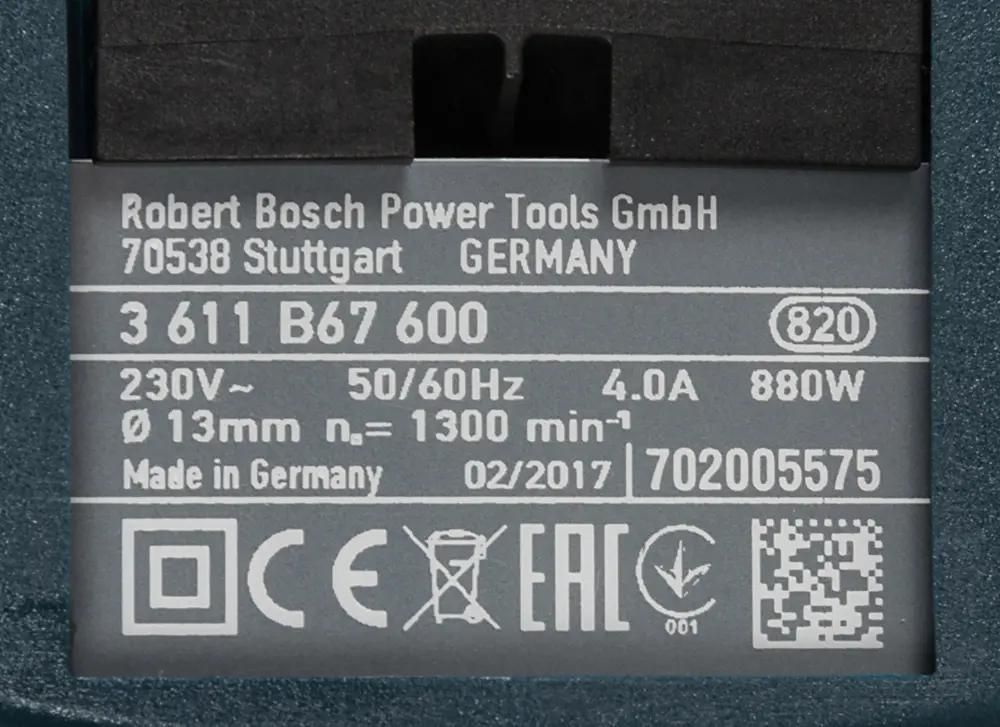 Robert Bosch Power Tools GmbH
70538 Stuttgart GERMANY
3 611 B67 600 820
230V~ 50/60Hz 4.0A 880W
Ø 13mm n₀= 1300 min⁻¹
Made in Germany 02/2017 | 702005575
CE EAC
001